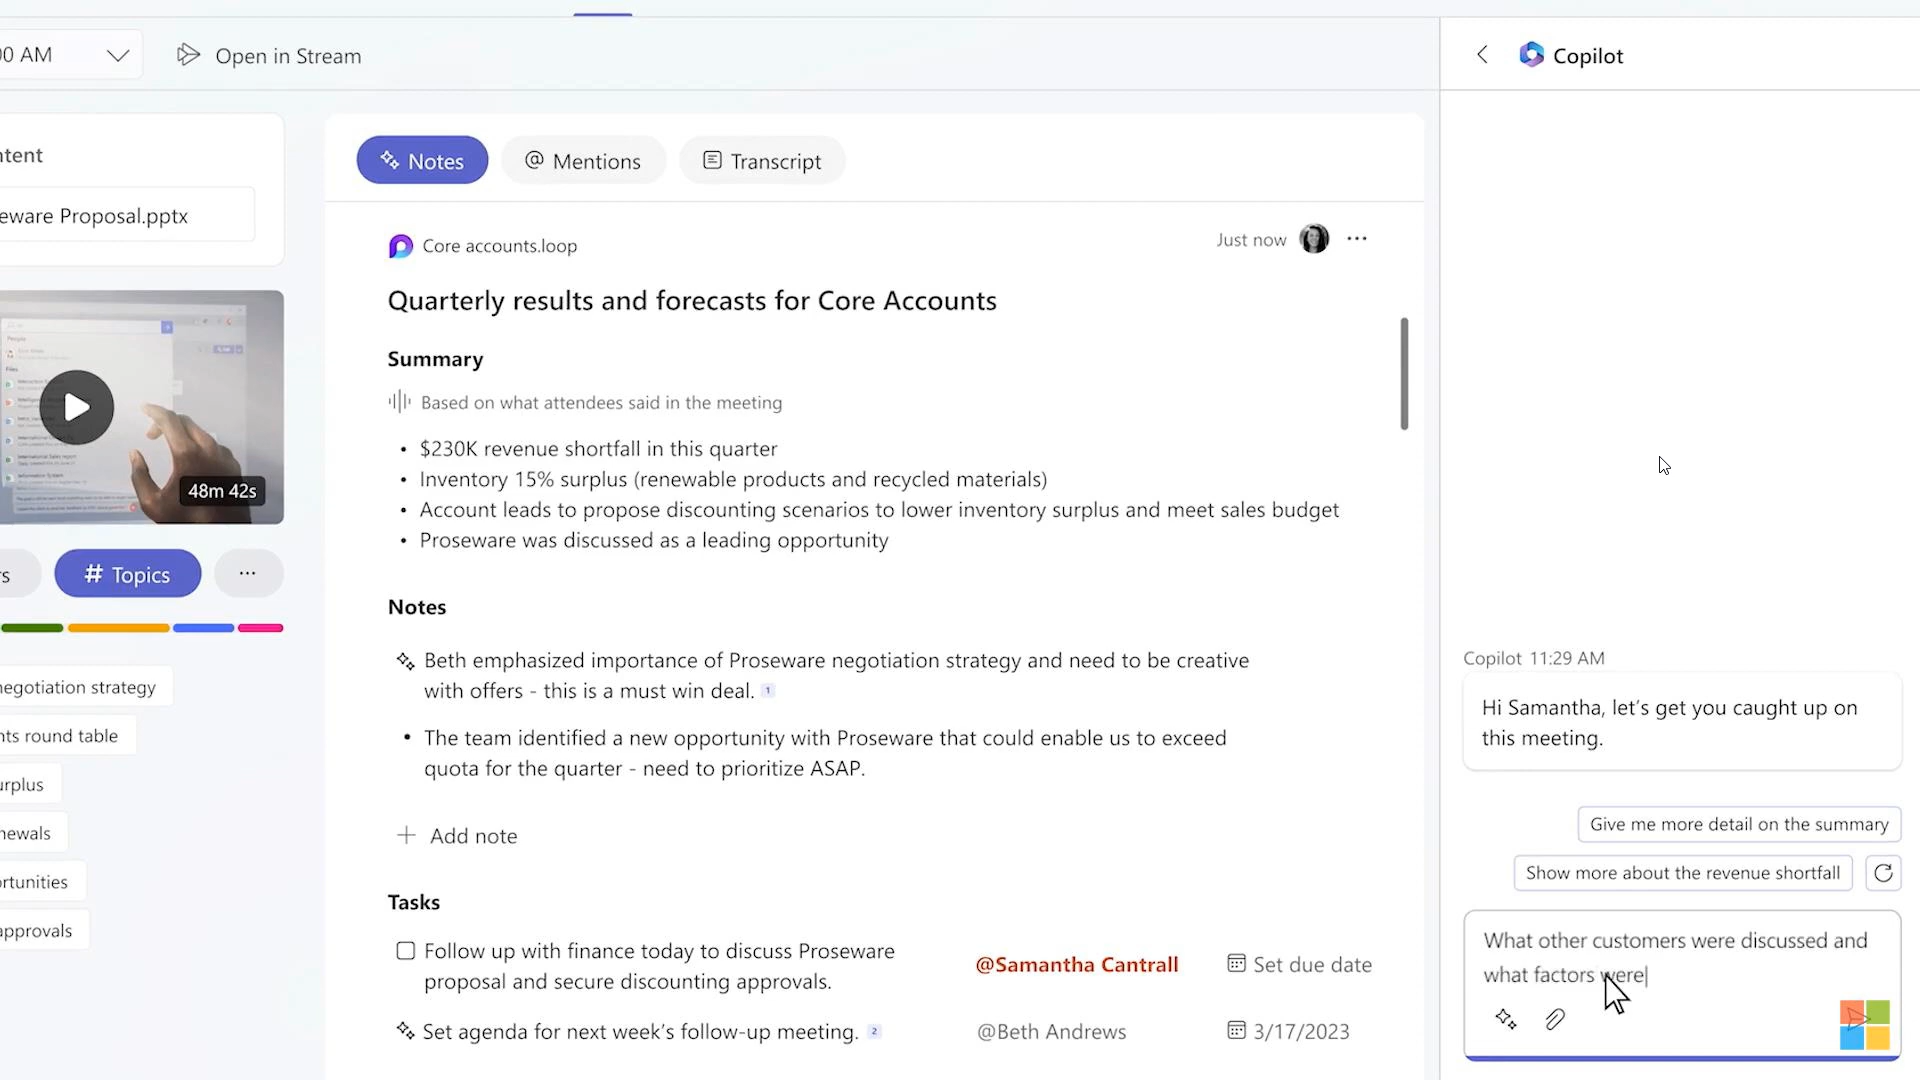 00 AM
Open in Stream
Copilot
ntent
eware Proposal.pptx
48m 42s
rs
# Topics
...
negotiation strategy
nts round table
urplus
newals
ortunities
approvals
Notes
@ Mentions
Transcript
Core accounts.loop
Just now
...
Quarterly results and forecasts for Core Accounts
Summary
Based on what attendees said in the meeting
• $230K revenue shortfall in this quarter
• Inventory 15% surplus (renewable products and recycled materials)
• Account leads to propose discounting scenarios to lower inventory surplus and meet sales budget
• Proseware was discussed as a leading opportunity
Notes
Beth emphasized importance of Proseware negotiation strategy and need to be creative
with offers - this is a must win deal. 1
• The team identified a new opportunity with Proseware that could enable us to exceed
quota for the quarter - need to prioritize ASAP.
+ Add note
Tasks
Follow up with finance today to discuss Proseware
proposal and secure discounting approvals.
@Samantha Cantrall
Set due date
Set agenda for next week’s follow-up meeting. 2
@Beth Andrews
3/17/2023
Copilot 11:29 AM
Hi Samantha, let’s get you caught up on
this meeting.
Give me more detail on the summary
Show more about the revenue shortfall
What other customers were discussed and
what factors were